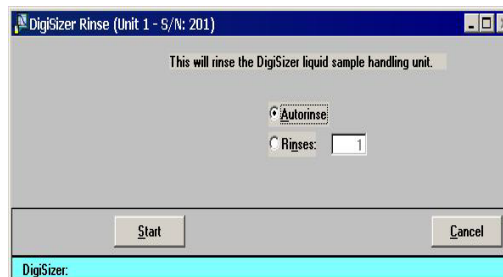 DigiSizer Rinse (Unit 1 - S/N: 201)
This will rinse the DigiSizer liquid sample handling unit.
Autorinse
Rinses: 1
Start Cancel
DigiSizer: